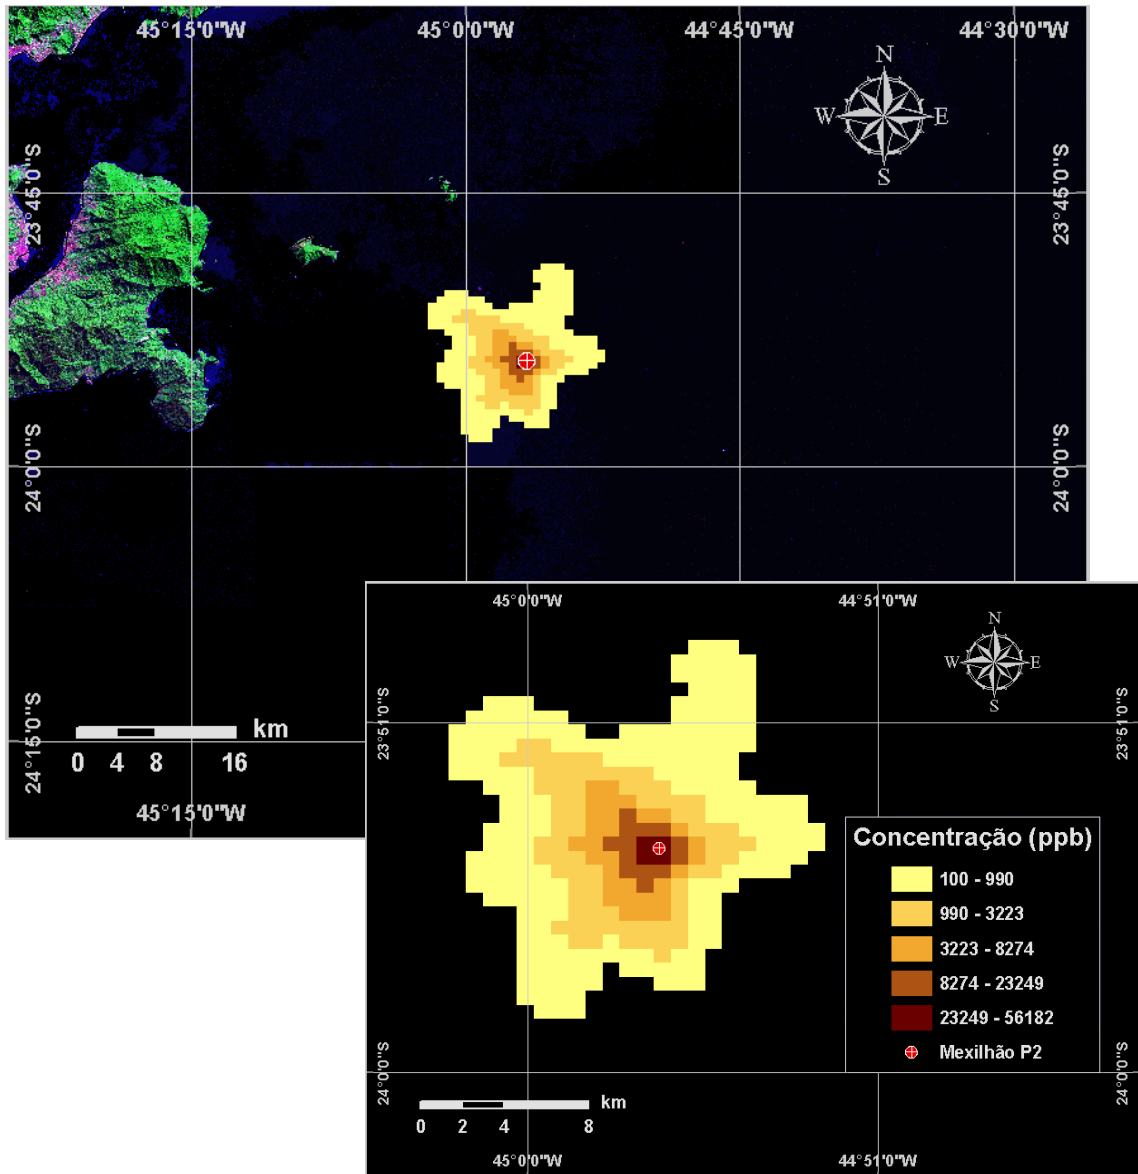 45°15'0"W 45°0'0"W 44°45'0"W 44°30'0"W
N
W E
S
23°45'0"S 23°45'0"S
24°0'0"S 24°0'0"S
24°15'0"S
km
0 4 8 16
45°15'0"W
45°0'0"W 44°51'0"W
N
W E
S
23°51'0"S 23°51'0"S
Concentração (ppb)
100 - 990
990 - 3223
3223 - 8274
8274 - 23249
23249 - 56182
Mexilhão P2
24°0'0"S 24°0'0"S
km
0 2 4 8
45°0'0"W 44°51'0"W